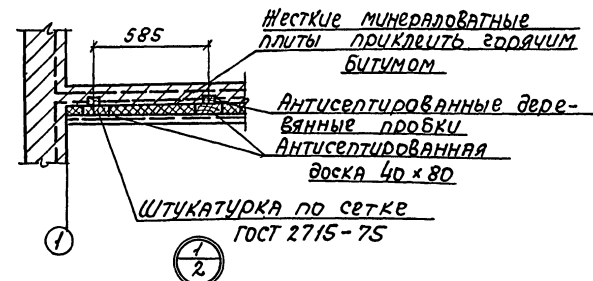 585
Жесткие минераловатные
плиты приклеить горячим
битумом
Антисептированные дере-
вянные пробки
Антисептированная
доска 40 × 80
Штукатурка по сетке
ГОСТ 2715-75
1
1
2